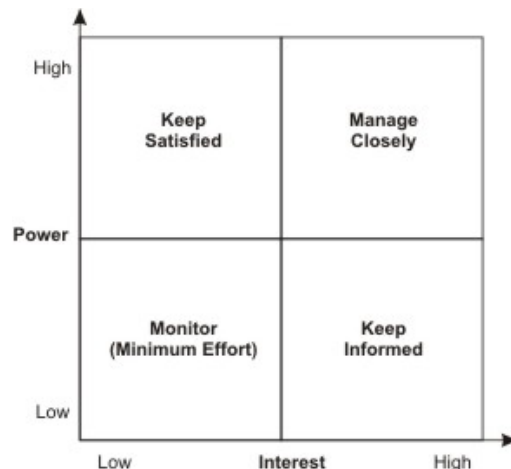 High
Keep
Satisfied
Manage
Closely
Power
Monitor
(Minimum Effort)
Keep
Informed
Low
Low
Interest
High